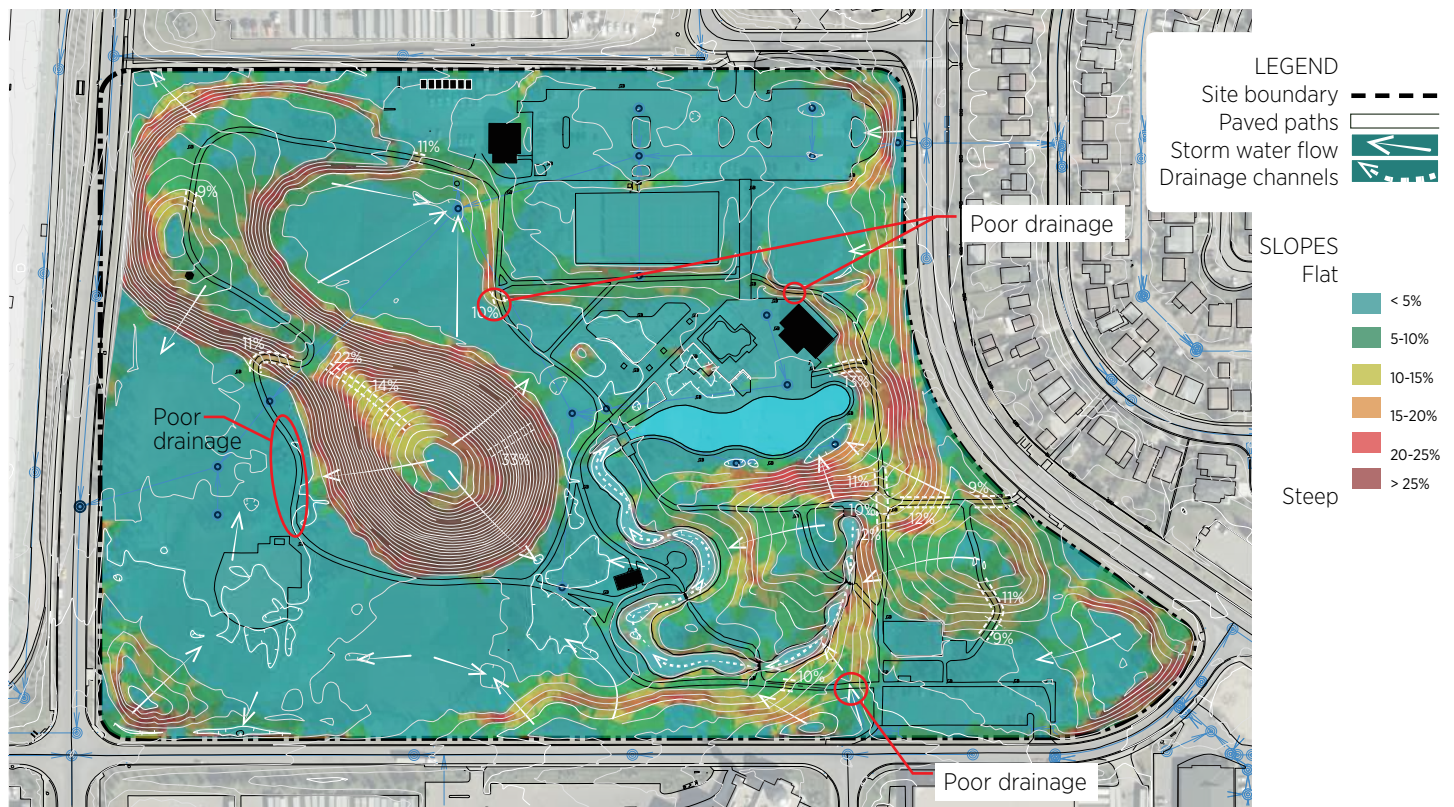 LEGEND
Site boundary
Paved paths
Storm water flow
Drainage channels
SLOPES
Flat
< 5%
5-10%
10-15%
15-20%
20-25%
> 25%
Steep
11%
9%
Poor drainage
10%
11%
22%
14%
13%
Poor
drainage
33%
11%
9%
10%
12%
12%
11%
9%
10%
Poor drainage